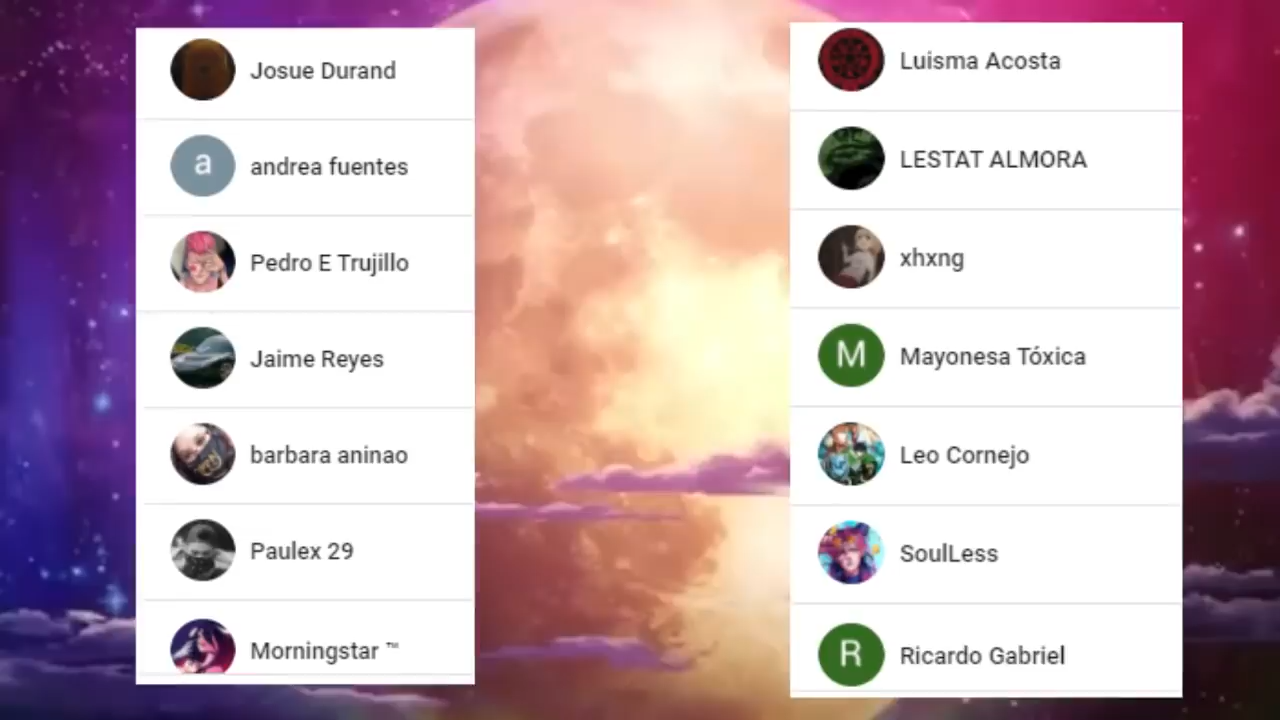 Josue Durand
a
andrea fuentes
Pedro E Trujillo
Jaime Reyes
barbara aninao
Paulex 29
Morningstar ™
Luisma Acosta
LESTAT ALMORA
xhxng
M
Mayonesa Tóxica
Leo Cornejo
SoulLess
R
Ricardo Gabriel